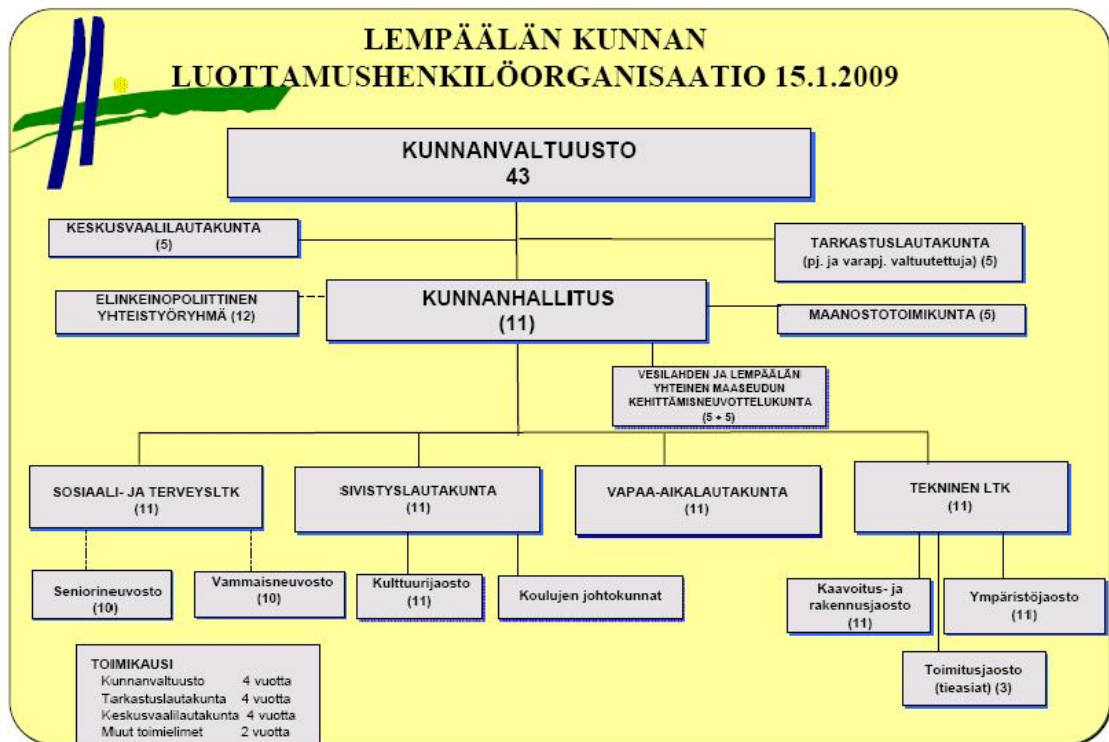 LEMPÄÄLÄN KUNNAN
LUOTTAMUSHENKILÖORGANISAATIO 15.1.2009
KUNNANVALTUUSTO
43
KESKUSVAALILAUTAKUNTA
(5)
TARKASTUSLAUTAKUNTA
(pj. ja varapj. valtuutettuja) (5)
ELINKEINOPOLIITTINEN
YHTEISTYÖRYHMÄ (12)
KUNNANHALLITUS
(11)
MAANOSTOTOIMIKUNTA (5)
VESILAHDEN JA LEMPÄÄLÄN
YHTEINEN MAASEUDUN
KEHITTÄMISNEUVOTTELUKUNTA
(5 + 5)
SOSIAALI- JA TERVEYSLTK
(11)
SIVISTYSLAUTAKUNTA
(11)
VAPAA-AIKALAUTAKUNTA
(11)
TEKNINEN LTK
(11)
Seniorineuvosto
(10)
Vammaisneuvosto
(10)
Kulttuurijaosto
(11)
Koulujen johtokunnat
Kaavoitus- ja
rakennusjaosto
(11)
Ympäristöjaosto
(11)
Toimitusjaosto
(tieasiat) (3)
TOIMIKAUSI
Kunnanvaltuusto 4 vuotta
Tarkastuslautakunta 4 vuotta
Keskusvaalilautakunta 4 vuotta
Muut toimielimet 2 vuotta